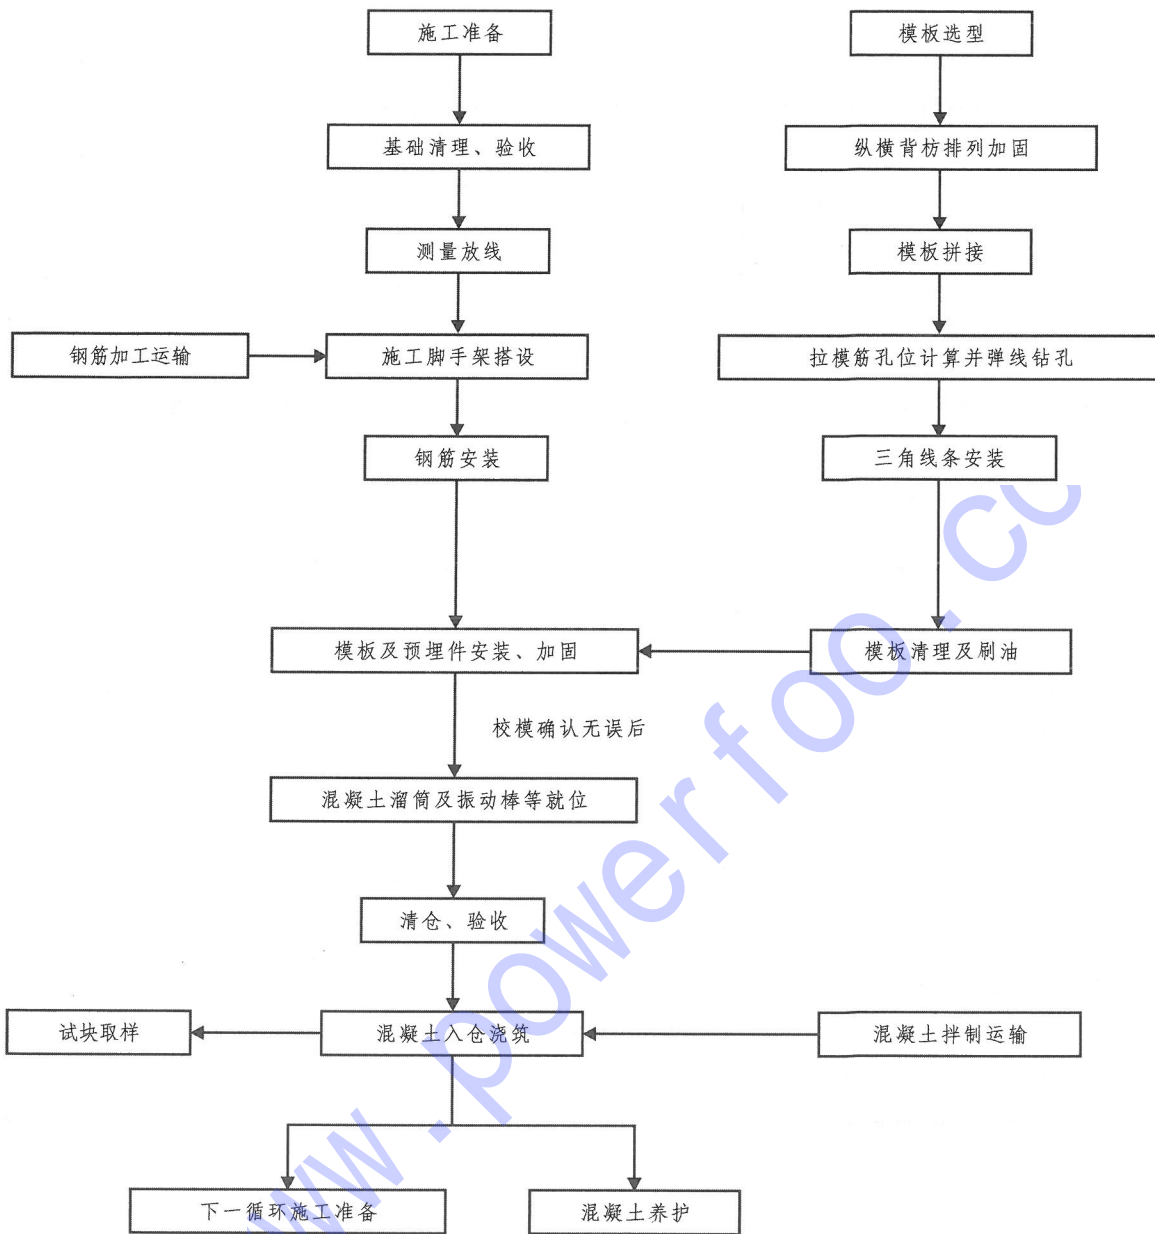 施工准备
模板选型
基础清理、验收
纵横背枋排列加固
测量放线
模板拼接
钢筋加工运输
施工脚手架搭设
拉模筋孔位计算并弹线钻孔
钢筋安装
三角线条安装
模板及预埋件安装、加固
模板清理及刷油
校模确认无误后
混凝土溜筒及振动棒等就位
清仓、验收
试块取样
混凝土入仓浇筑
混凝土拌制运输
下一循环施工准备
混凝土养护
ww.powerfoo.cc